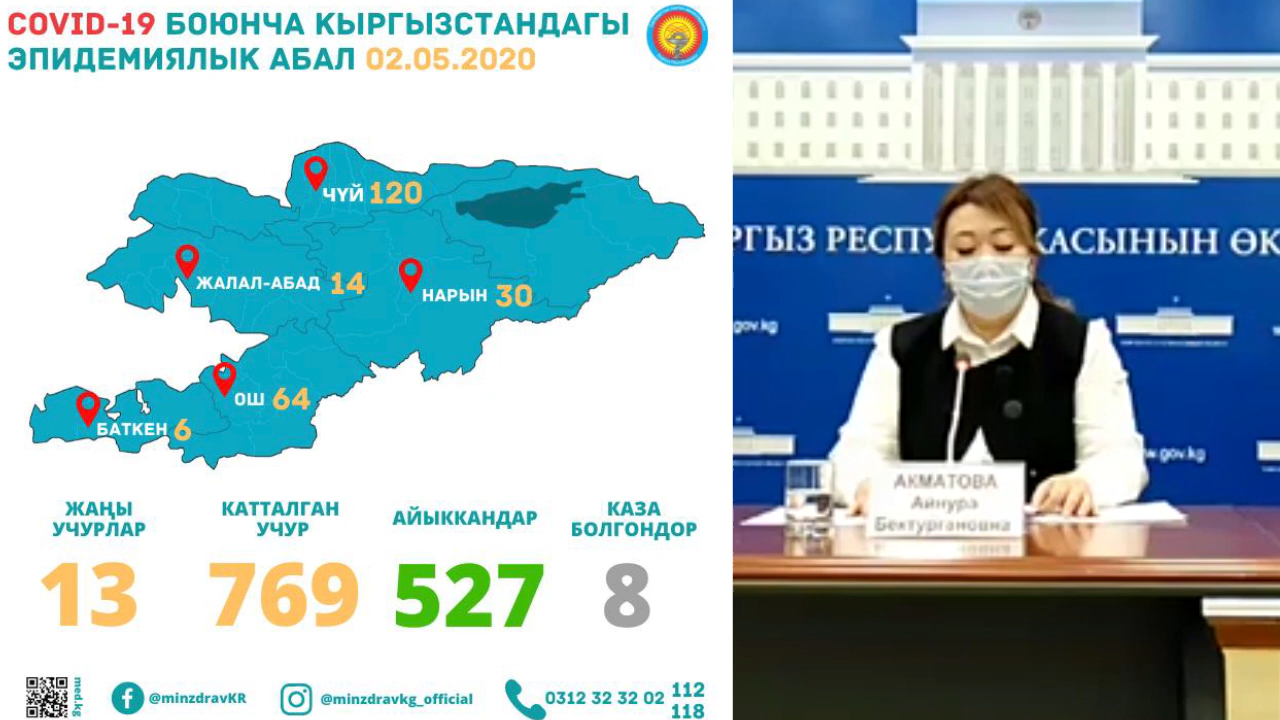 COVID-19 БОЮНЧА КЫРГЫЗСТАНДАГЫ
ЭПИДЕМИЯЛЫК АБАЛ 02.05.2020
ЧҮЙ 120
ЖАЛАЛ-АБАД 14
НАРЫН 30
ОШ 64
БАТКЕН 6
ЖАҢЫ
УЧУРЛАР
13
КАТТАЛГАН
УЧУР
769
АЙЫККАНДАР
527
КАЗА
БОЛГОНДОР
8
med.kg
@minzdravKR
@minzdravkg_official
0312 32 32 02
112
118
РГЫЗ РЕСПУ КАСЫНЫН ӨК
gov.kg
w.gov.kg
АКМАТОВА
Айнура
Бектургановна